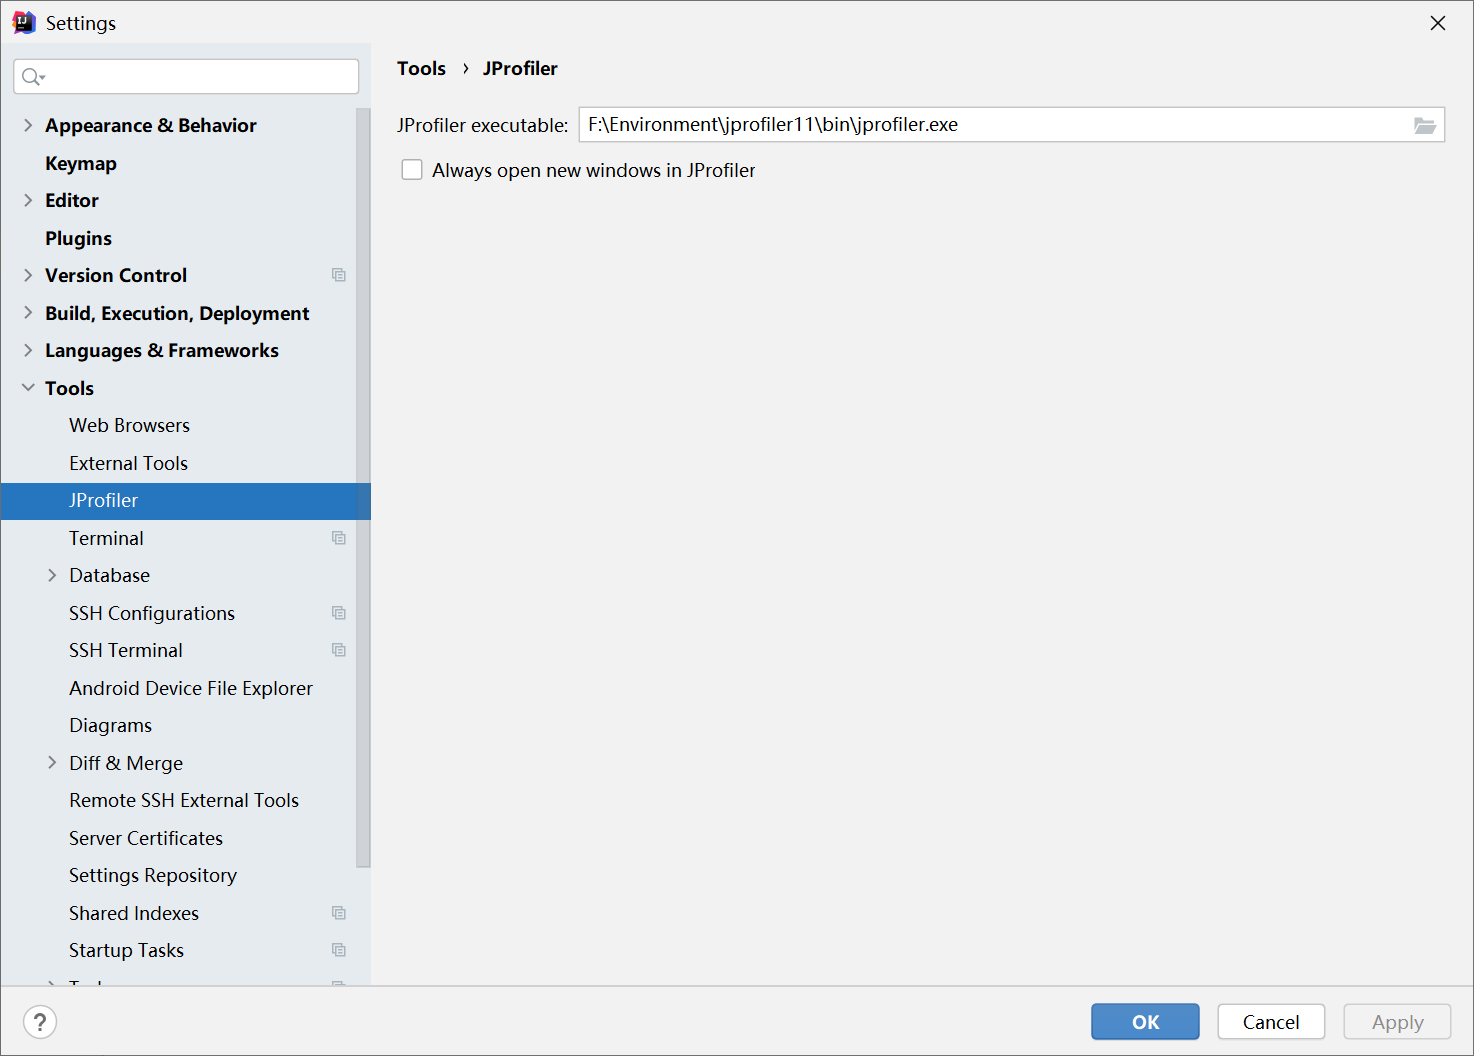 Settings
Tools › JProfiler
JProfiler executable: F:\Environment\jprofiler11\bin\jprofiler.exe
Always open new windows in JProfiler
Appearance & Behavior
Keymap
Editor
Plugins
Version Control
Build, Execution, Deployment
Languages & Frameworks
Tools
Web Browsers
External Tools
JProfiler
Terminal
Database
SSH Configurations
SSH Terminal
Android Device File Explorer
Diagrams
Diff & Merge
Remote SSH External Tools
Server Certificates
Settings Repository
Shared Indexes
Startup Tasks
?
OK
Cancel
Apply